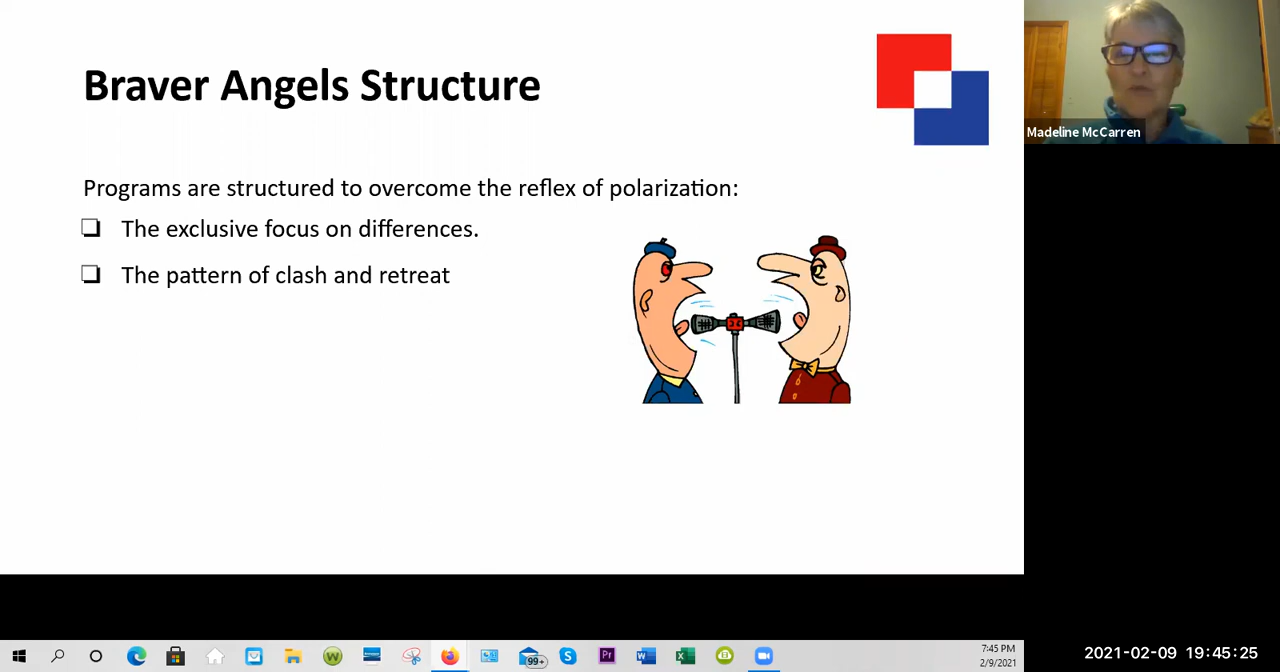 Braver Angels Structure
Madeline McCarren
Programs are structured to overcome the reflex of polarization:
The exclusive focus on differences.
The pattern of clash and retreat
99+
7:45 PM
2/9/2021
2021-02-09 19:45:25